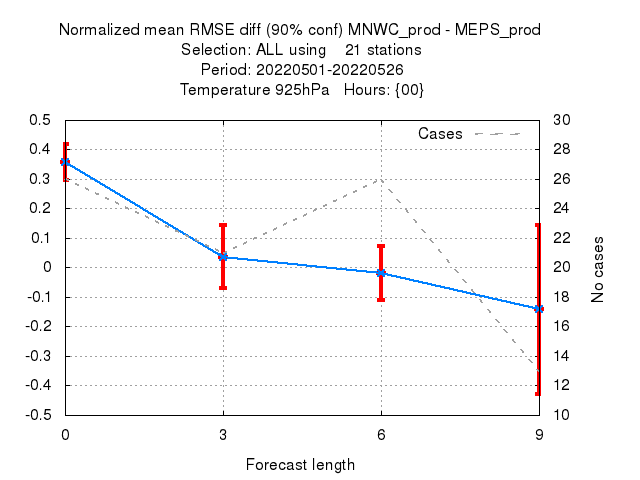 Normalized mean RMSE diff (90% conf) MNWC_prod - MEPS_prod
Selection: ALL using 21 stations
Period: 20220501-20220526
Temperature 925hPa Hours: {00}
Cases
0.5
0.4
0.3
0.2
0.1
0
-0.1
-0.2
-0.3
-0.4
-0.5
30
28
26
24
22
20
18
16
14
12
10
No cases
0 3 6 9
Forecast length